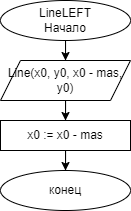 LineLEFT
Начало
Line(x0, y0, x0 - mas,
y0)
x0 := x0 - mas
конец